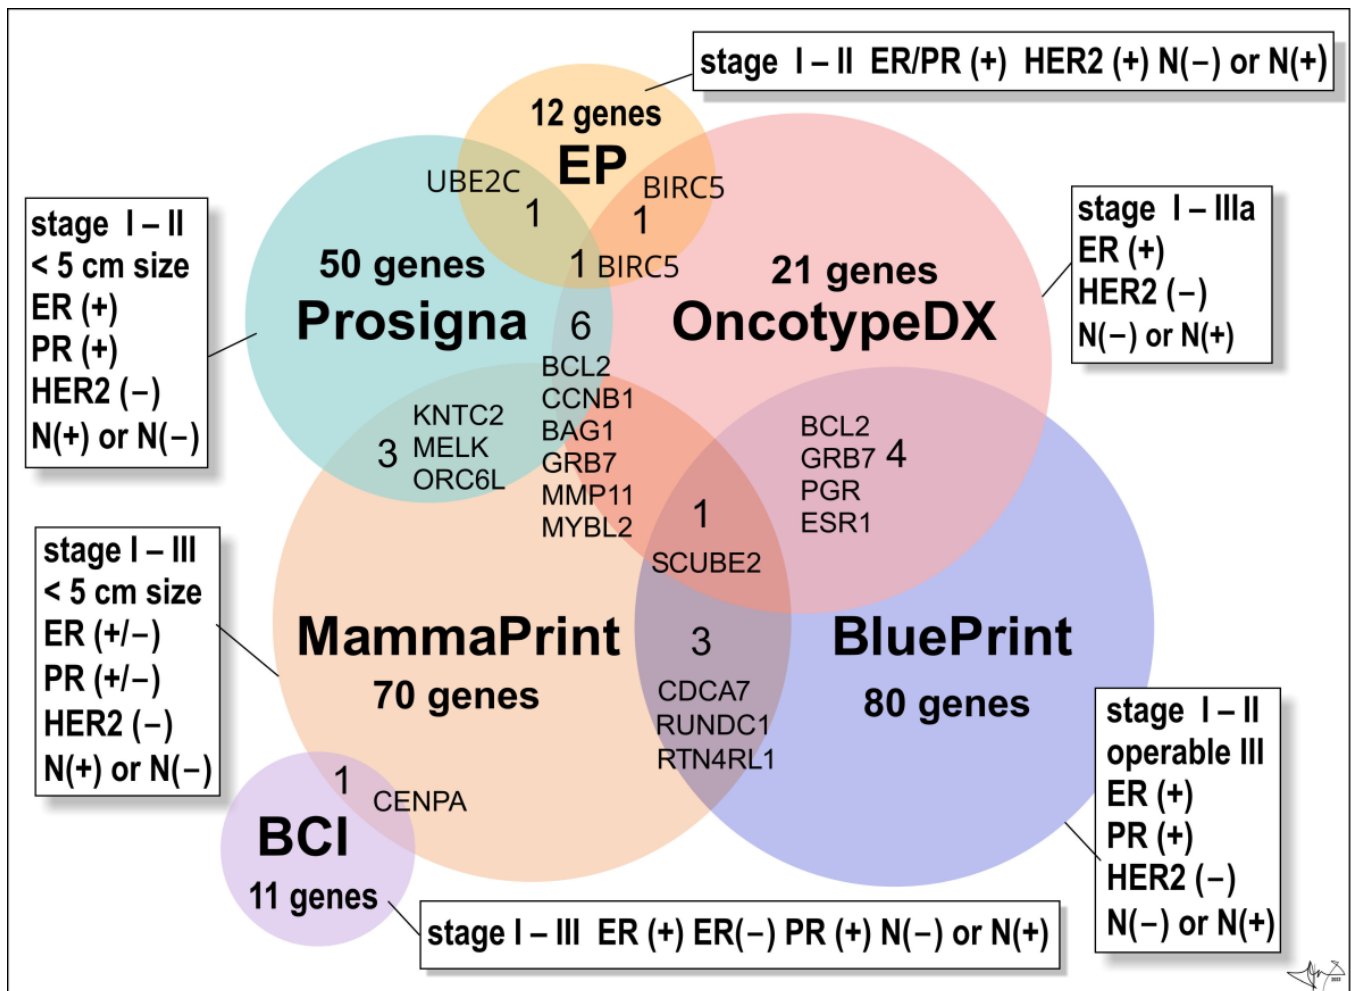 stage I – II ER/PR (+) HER2 (+) N(–) or N(+)
12 genes
EP
UBE2C
1
BIRC5
1
1 BIRC5
stage I – II
< 5 cm size
ER (+)
PR (+)
HER2 (–)
N(+) or N(–)
50 genes
Prosigna
21 genes
OncotypeDX
stage I – IIIa
ER (+)
HER2 (–)
N(–) or N(+)
6
BCL2
CCNB1
BAG1
GRB7
MMP11
MYBL2
3
KNTC2
MELK
ORC6L
BCL2
GRB7 4
PGR
ESR1
1
SCUBE2
stage I – III
< 5 cm size
ER (+/–)
PR (+/–)
HER2 (–)
N(+) or N(–)
MammaPrint
70 genes
3
CDCA7
RUNDC1
RTN4RL1
BluePrint
80 genes
stage I – II
operable III
ER (+)
PR (+)
HER2 (–)
N(–) or N(+)
1
CENPA
BCI
11 genes
stage I – III ER (+) ER(–) PR (+) N(–) or N(+)